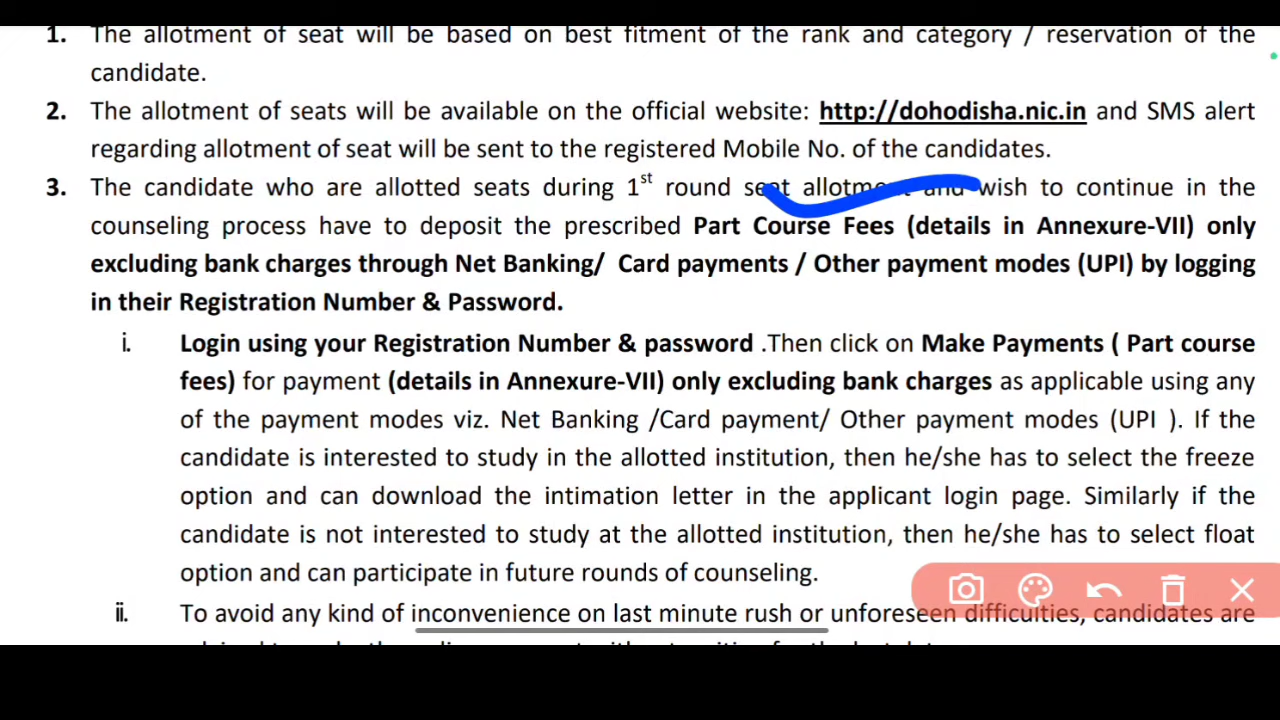 1. The allotment of seat will be based on best fitment of the rank and category / reservation of the
candidate.
2. The allotment of seats will be available on the official website: http://dohodisha.nic.in and SMS alert
regarding allotment of seat will be sent to the registered Mobile No. of the candidates.
3. The candidate who are allotted seats during 1st round seat allotment and wish to continue in the
counseling process have to deposit the prescribed Part Course Fees (details in Annexure-VII) only
excluding bank charges through Net Banking/ Card payments / Other payment modes (UPI) by logging
in their Registration Number & Password.
i. Login using your Registration Number & password .Then click on Make Payments ( Part course
fees) for payment (details in Annexure-VII) only excluding bank charges as applicable using any
of the payment modes viz. Net Banking /Card payment/ Other payment modes (UPI ). If the
candidate is interested to study in the allotted institution, then he/she has to select the freeze
option and can download the intimation letter in the applicant login page. Similarly if the
candidate is not interested to study at the allotted institution, then he/she has to select float
option and can participate in future rounds of counseling.
ii. To avoid any kind of inconvenience on last minute rush or unforeseen difficulties, candidates are